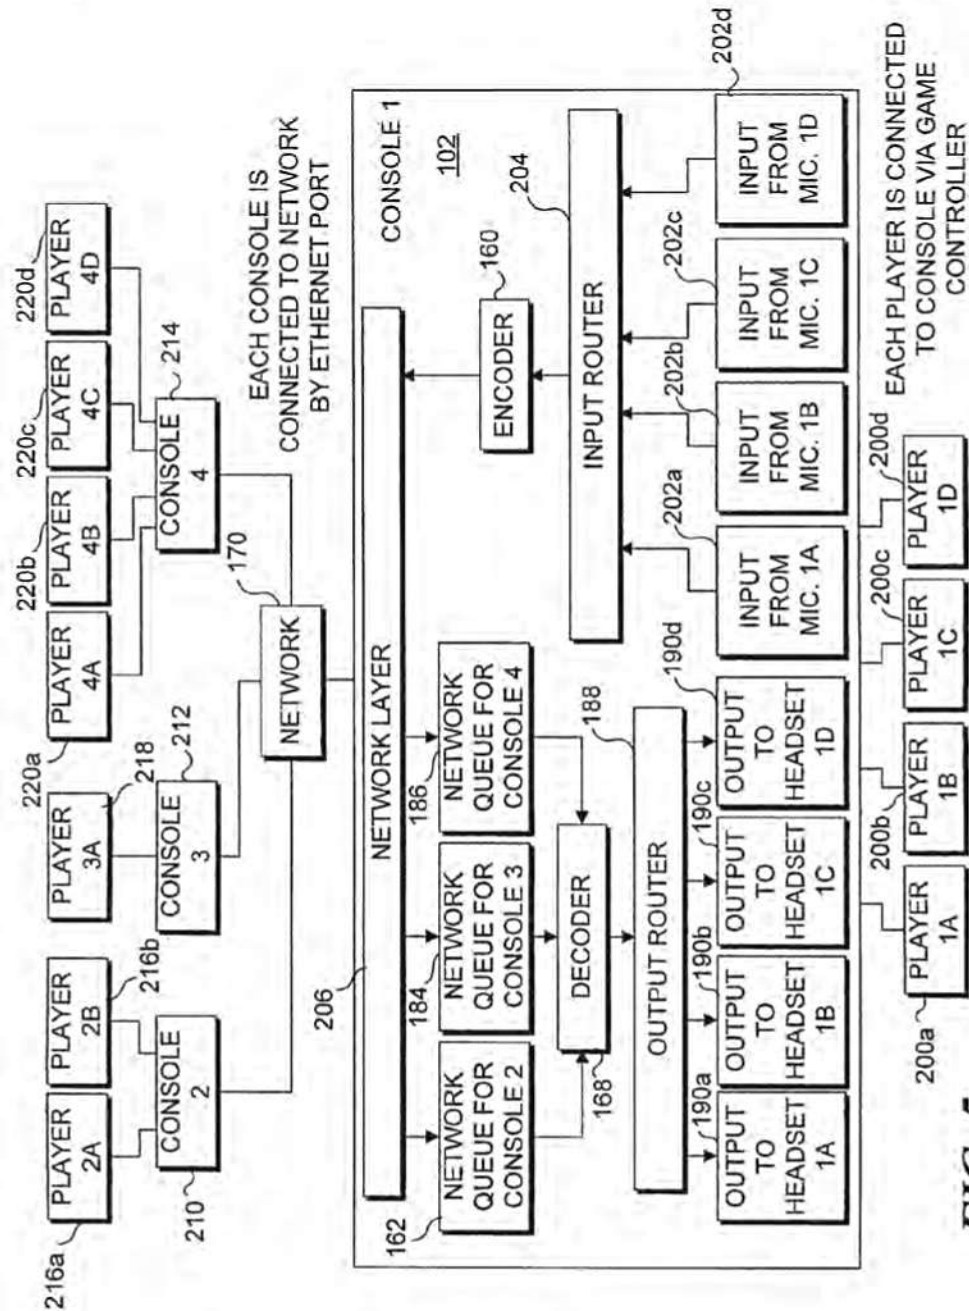 220a
220b
220c
220d
216a
PLAYER
2A
PLAYER
2B
PLAYER
3A
PLAYER
4A
PLAYER
4B
PLAYER
4C
PLAYER
4D
216b
218
212
214
210
CONSOLE
2
CONSOLE
3
CONSOLE
4
170
NETWORK
EACH CONSOLE IS
CONNECTED TO NETWORK
BY ETHERNET.PORT
206
NETWORK LAYER
CONSOLE 1
102
162
NETWORK
QUEUE FOR
CONSOLE 2
184
NETWORK
QUEUE FOR
CONSOLE 3
186
NETWORK
QUEUE FOR
CONSOLE 4
ENCODER
160
204
168
DECODER
188
INPUT ROUTER
OUTPUT ROUTER
190a
190b
190c
190d
202a
202b
202c
202d
OUTPUT
TO
HEADSET
1A
OUTPUT
TO
HEADSET
1B
OUTPUT
TO
HEADSET
1C
OUTPUT
TO
HEADSET
1D
INPUT
FROM
MIC. 1A
INPUT
FROM
MIC. 1B
INPUT
FROM
MIC. 1C
INPUT
FROM
MIC. 1D
200a
200b
200c
200d
PLAYER
1A
PLAYER
1B
PLAYER
1C
PLAYER
1D
EACH PLAYER IS CONNECTED
TO CONSOLE VIA GAME
CONTROLLER